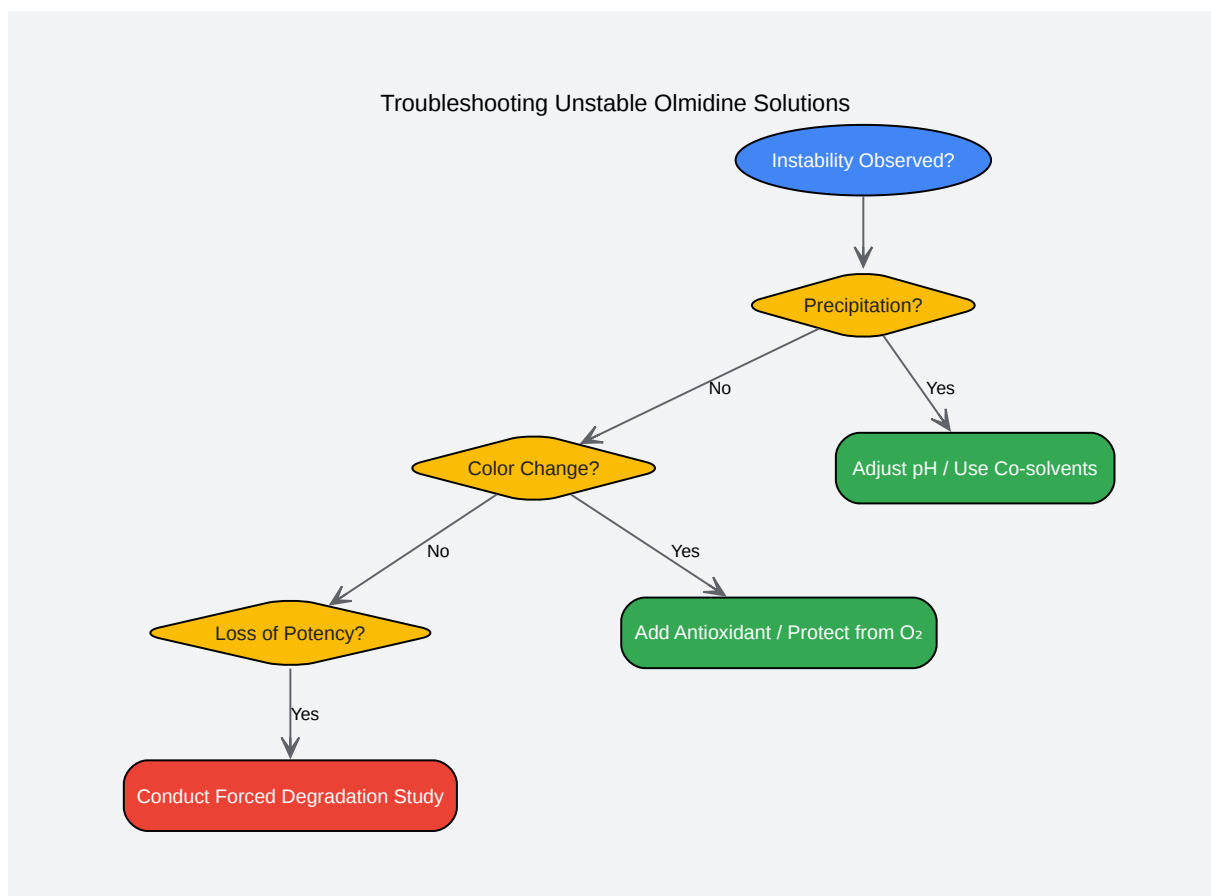 Troubleshooting Unstable Olmidine Solutions
Instability Observed?
Precipitation?
No
Yes
Color Change?
Adjust pH / Use Co-solvents
No
Yes
Loss of Potency?
Add Antioxidant / Protect from O₂
Yes
Conduct Forced Degradation Study